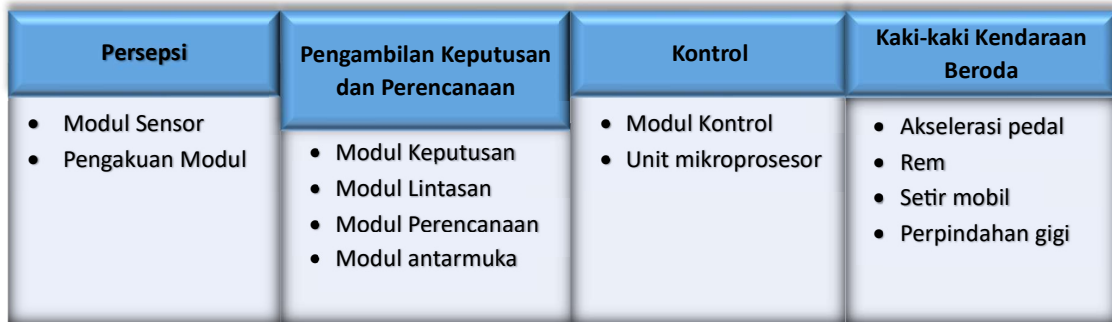 Persepsi
• Modul Sensor
• Pengakuan Modul
Pengambilan Keputusan
dan Perencanaan
• Modul Keputusan
• Modul Lintasan
• Modul Perencanaan
• Modul antarmuka
Kontrol
• Modul Kontrol
• Unit mikroprosesor
Kaki-kaki Kendaraan
Beroda
• Akselerasi pedal
• Rem
• Setir mobil
• Perpindahan gigi